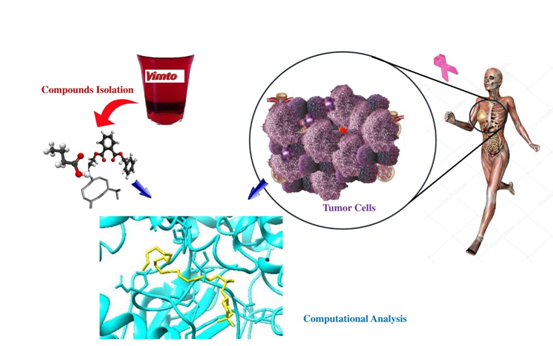 Vimto
Compounds Isolation
Tumor Cells
Computational Analysis